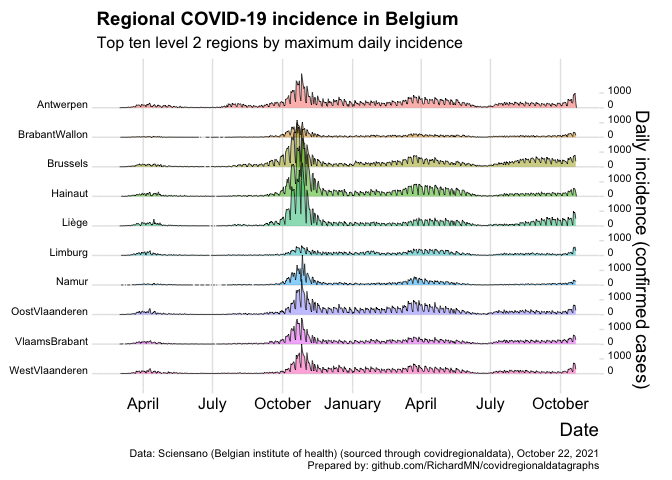 Regional COVID-19 incidence in Belgium
Top ten level 2 regions by maximum daily incidence
Antwerpen
1000
0
BrabantWallon
1000
0
Brussels
1000
0
Hainaut
1000
0
Liège
1000
0
Limburg
1000
0
Namur
1000
0
OostVlaanderen
1000
0
VlaamsBrabant
1000
0
WestVlaanderen
1000
0
Daily incidence (confirmed cases)
April July October January April July October
Date
Data: Sciensano (Belgian institute of health) (sourced through covidregionaldata), October 22, 2021
Prepared by: github.com/RichardMN/covidregionaldatagraphs